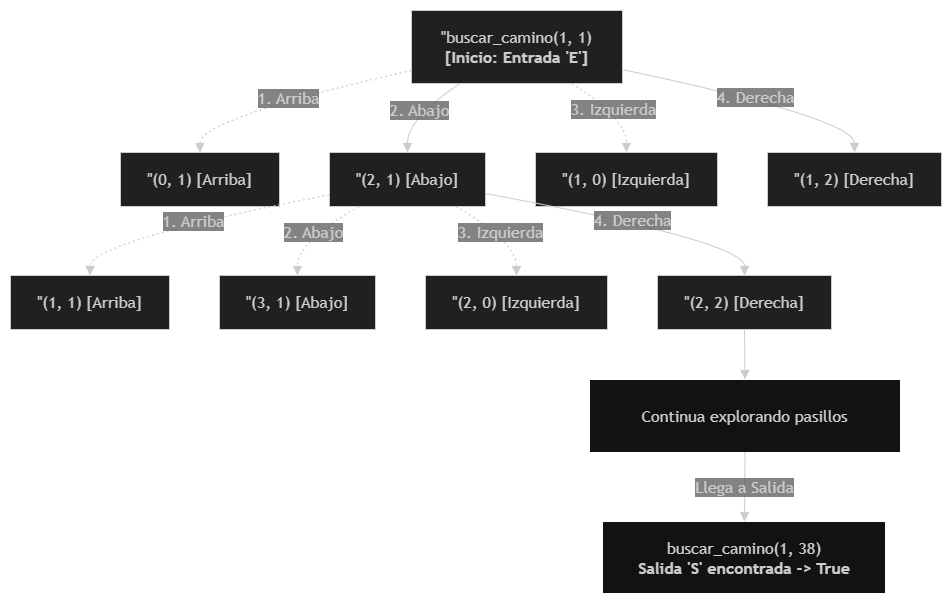 "buscar_camino(1, 1)
[Inicio: Entrada 'E']
1. Arriba
2. Abajo
3. Izquierda
4. Derecha
"(0, 1) [Arriba]
"(2, 1) [Abajo]
"(1, 0) [Izquierda]
"(1, 2) [Derecha]
1. Arriba
2. Abajo
3. Izquierda
4. Derecha
"(1, 1) [Arriba]
"(3, 1) [Abajo]
"(2, 0) [Izquierda]
"(2, 2) [Derecha]
Continua explorando pasillos
Llega a Salida
buscar_camino(1, 38)
Salida 'S' encontrada -> True